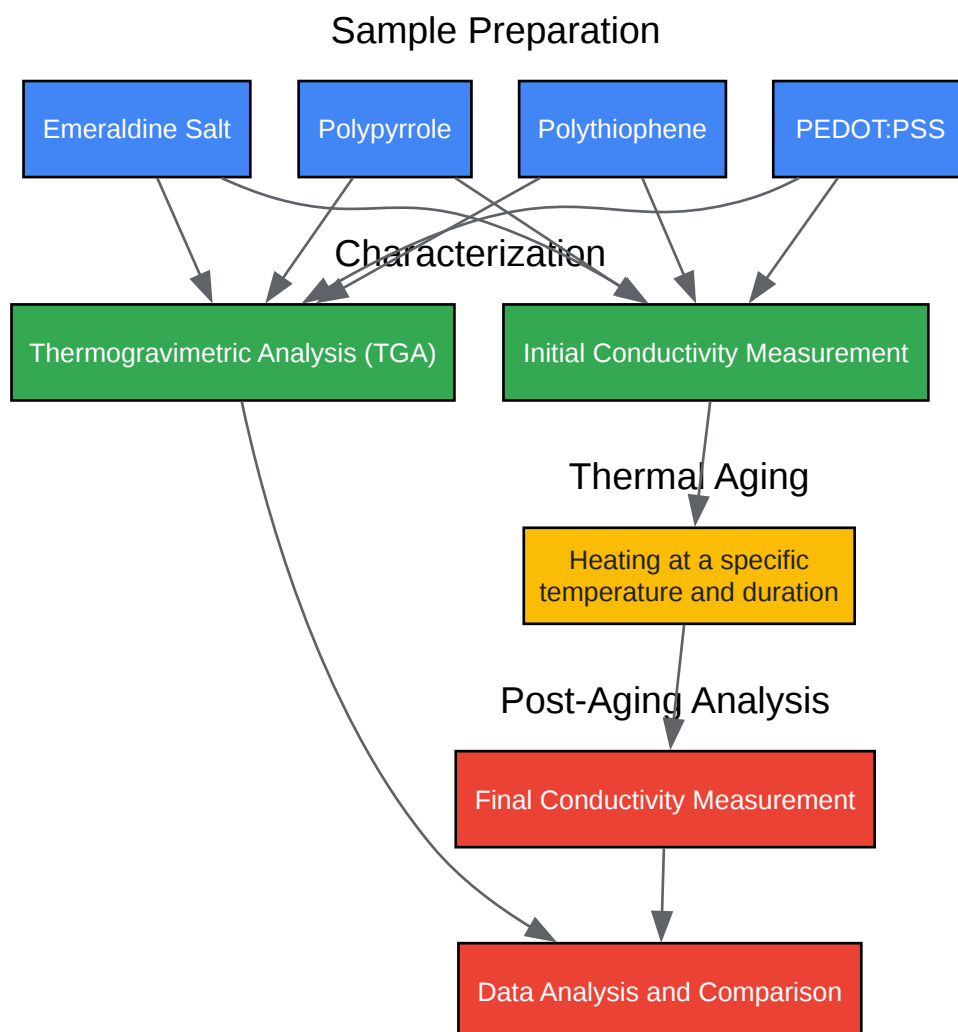 Sample Preparation
Emeraldine Salt
Polypyrrole
Polythiophene
PEDOT:PSS
Characterization
Thermogravimetric Analysis (TGA)
Initial Conductivity Measurement
Thermal Aging
Heating at a specific
temperature and duration
Post-Aging Analysis
Final Conductivity Measurement
Data Analysis and Comparison